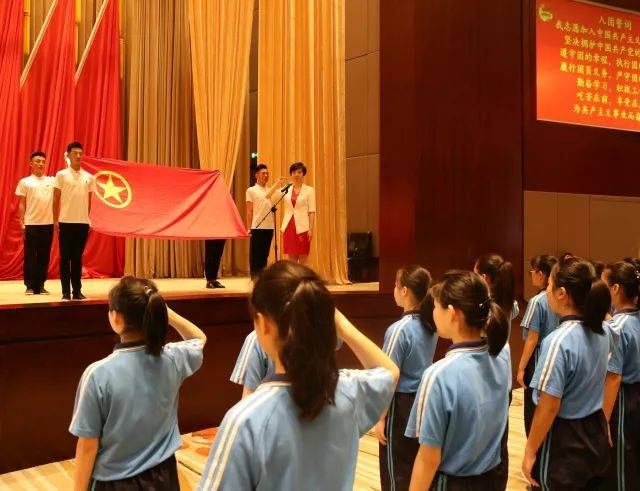 入团誓词
我志愿加入中国共产主义
坚决拥护中国共产党的
遵守团的章程，执行团的
履行团员义务，严守团的
勤奋学习，积极工作
吃苦在前，享受在
为共产主义事业而奋